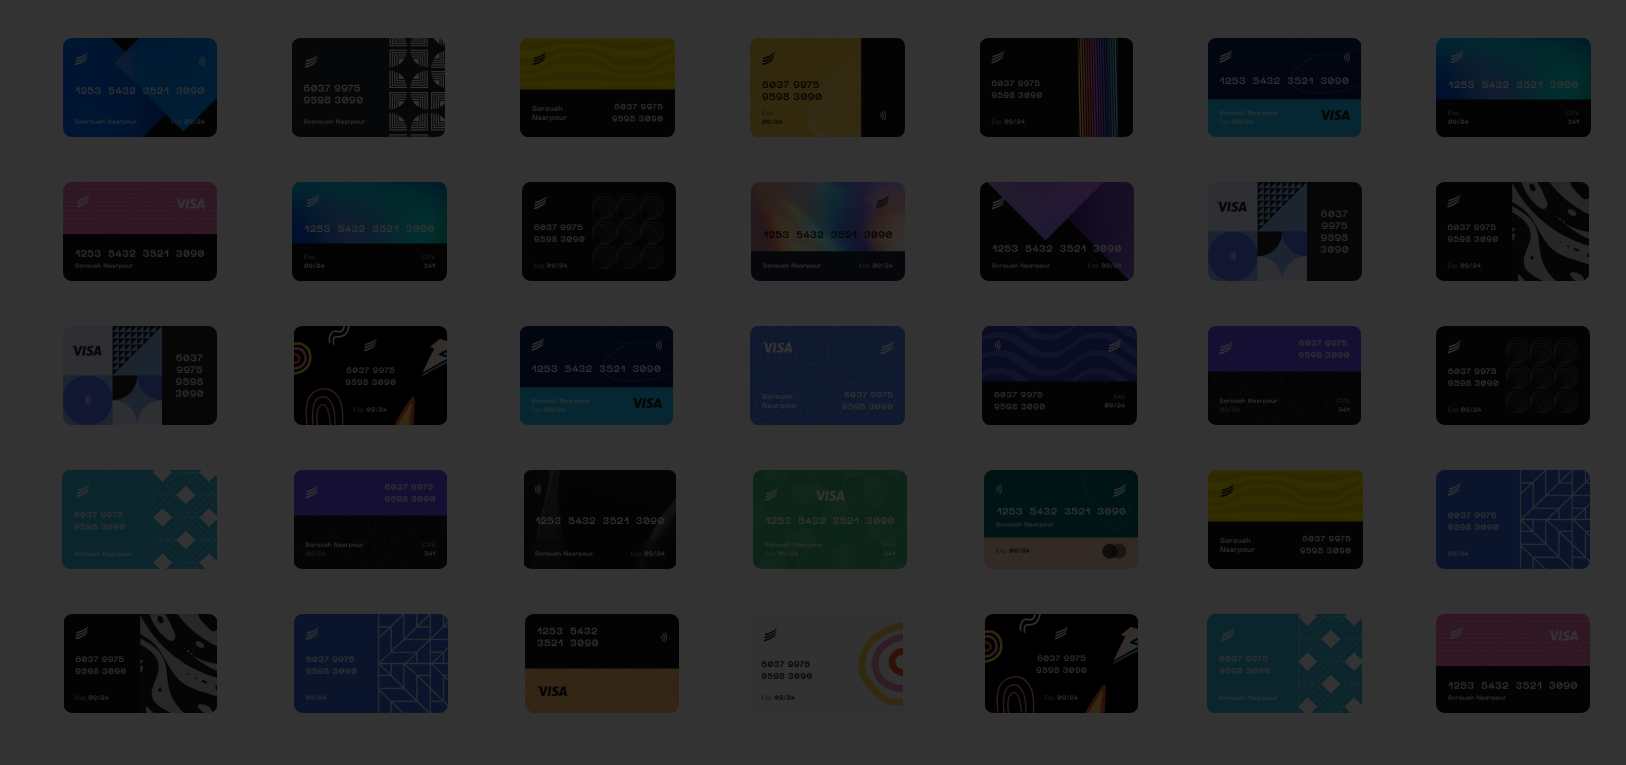 1253 5432 3521 3090
Soroush Nasrpour Exp 09/24
6037 9975
9598 3090
Soroush Nasrpour
Soroush
Nasrpour
6037 9975
9598 3090
6037 9975
9598 3090
Exp
09/24
6037 9975
9598 3090
Exp 09/24
1253 5432 3521 3090
Soroush Nasrpour
Exp 09/24
VISA
1253 5432 3521 3090
Exp
09/24
CVV
341
VISA
1253 5432 3521 3090
Soroush Nasrpour
1253 5432 3521 3090
Exp
09/24
CVV
341
6037 9975
9598 3090
Exp 09/24
1253 5432 3521 3090
Soroush Nasrpour Exp 09/24
1253 5432 3521 3090
Soroush Nasrpour Exp 09/24
VISA
6037
9975
9598
3090
6037 9975
9598 3090
Exp 09/24
VISA
6037
9975
9598
3090
6037 9975
9598 3090
Exp 09/24
1253 5432 3521 3090
Soroush Nasrpour
Exp 09/24
VISA
VISA
Soroush
Nasrpour
6037 9975
9598 3090
6037 9975
9598 3090
Exp
09/24
6037 9975
9598 3090
Soroush Nasrpour
09/24
CVV
341
6037 9975
9598 3090
Exp 09/24
6037 9975
9598 3090
Soroush Nasrpour
6037 9975
9598 3090
Soroush Nasrpour
09/24
CVV
341
1253 5432 3521 3090
Soroush Nasrpour Exp 09/24
VISA
1253 5432 3521 3090
Soroush Nasrpour
Exp 09/24
CVV
341
1253 5432 3521 3090
Soroush Nasrpour
Exp 09/24
Soroush
Nasrpour
6037 9975
9598 3090
6037 9975
9598 3090
09/24
6037 9975
9598 3090
Exp 09/24
6037 9975
9598 3090
09/24
1253 5432
3521 3090
VISA
6037 9975
9598 3090
Exp 09/24
6037 9975
9598 3090
Exp 09/24
6037 9975
9598 3090
Soroush Nasrpour
VISA
1253 5432 3521 3090
Soroush Nasrpour